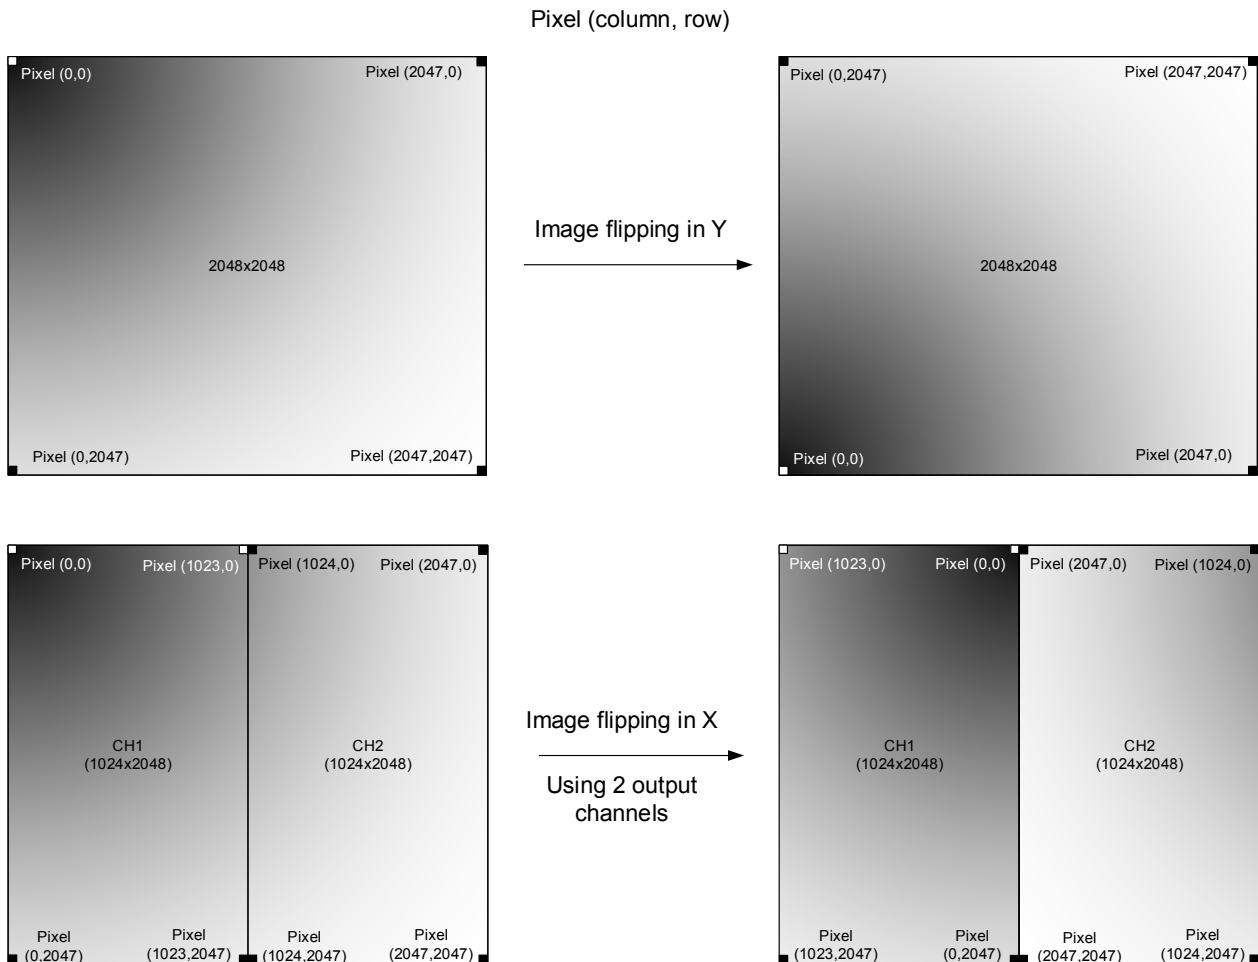 Pixel (column, row)
Pixel (0,0)
Pixel (2047,0)
2048x2048
Pixel (0,2047)
Pixel (2047,2047)
Image flipping in Y
Pixel (0,2047)
Pixel (2047,2047)
2048x2048
Pixel (0,0)
Pixel (2047,0)
Pixel (0,0)
Pixel (1023,0)
Pixel (1024,0)
Pixel (2047,0)
CH1
(1024x2048)
CH2
(1024x2048)
Pixel
(0,2047)
Pixel
(1023,2047)
Pixel
(1024,2047)
Pixel
(2047,2047)
Image flipping in X
Using 2 output
channels
Pixel (1023,0)
Pixel (0,0)
Pixel (2047,0)
Pixel (1024,0)
CH1
(1024x2048)
CH2
(1024x2048)
Pixel
(1023,2047)
Pixel
(0,2047)
Pixel
(2047,2047)
Pixel
(1024,2047)